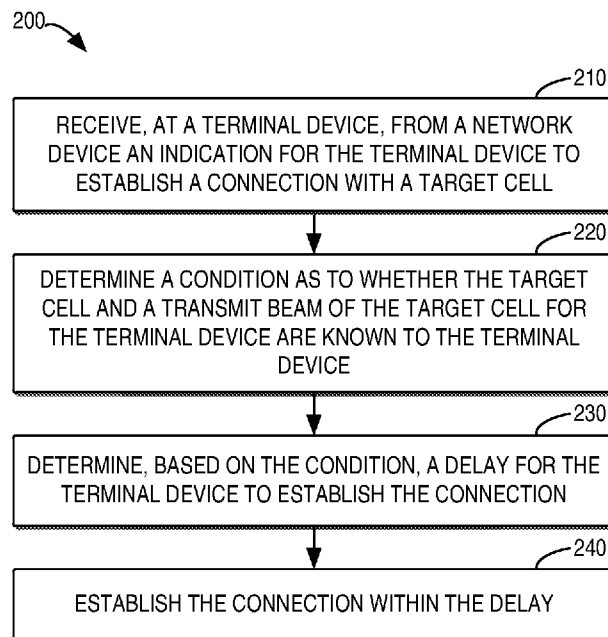 200
210
RECEIVE, AT A TERMINAL DEVICE, FROM A NETWORK
DEVICE AN INDICATION FOR THE TERMINAL DEVICE TO
ESTABLISH A CONNECTION WITH A TARGET CELL
220
DETERMINE A CONDITION AS TO WHETHER THE TARGET
CELL AND A TRANSMIT BEAM OF THE TARGET CELL FOR
THE TERMINAL DEVICE ARE KNOWN TO THE TERMINAL
DEVICE
230
DETERMINE, BASED ON THE CONDITION, A DELAY FOR THE
TERMINAL DEVICE TO ESTABLISH THE CONNECTION
240
ESTABLISH THE CONNECTION WITHIN THE DELAY